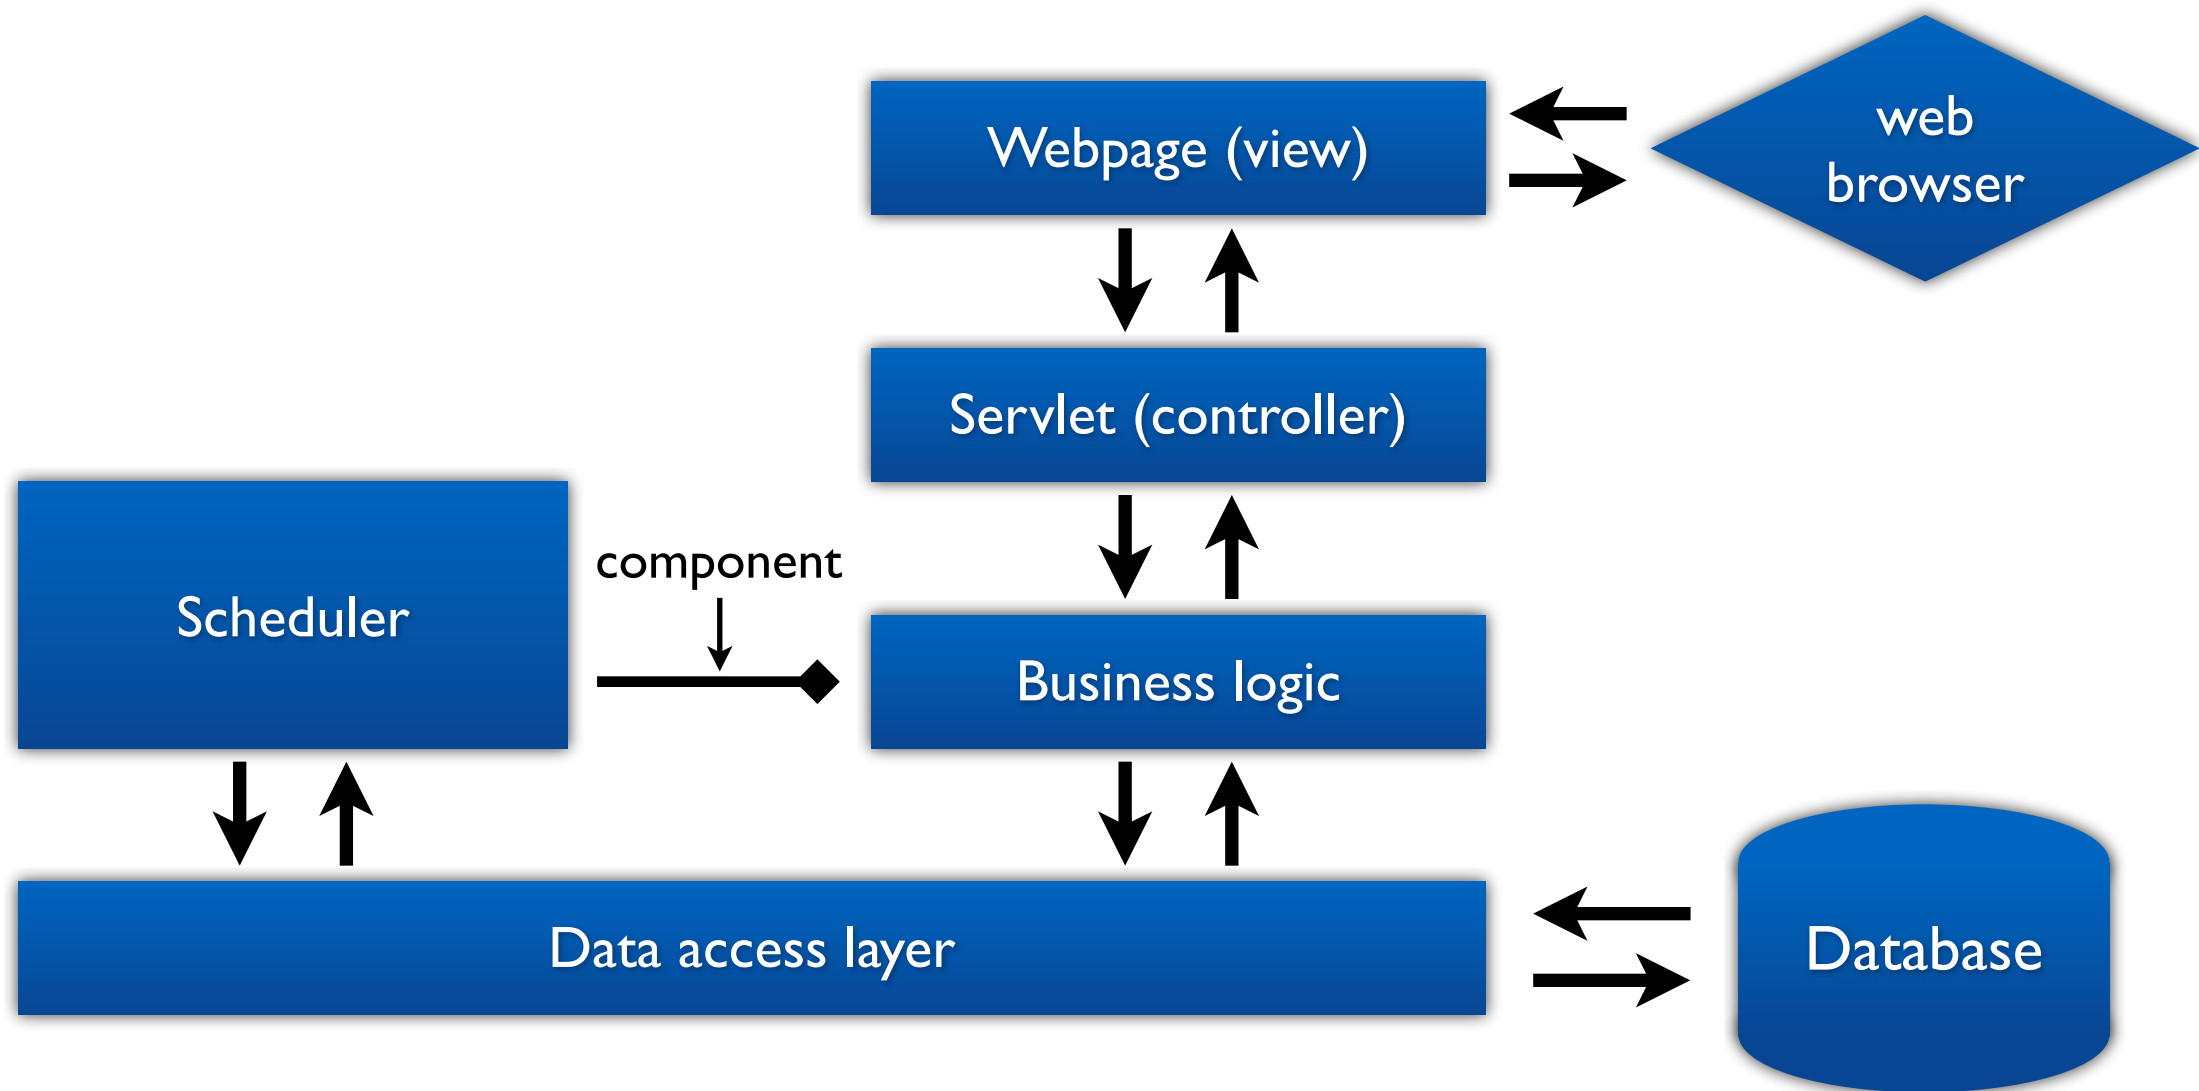 Webpage (view)
web
browser
Servlet (controller)
component
Scheduler
Business logic
Data access layer
Database